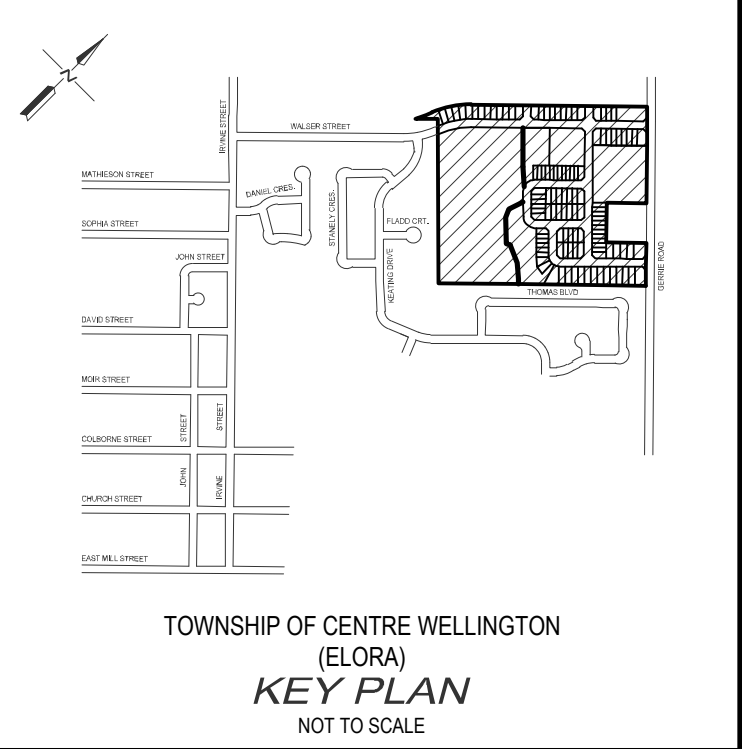 N
IRVINE STREET
WALSER STREET
MATHIESON STREET
DANIEL CRES.
STANELY CRES.
SOPHIA STREET
FLADD CRT.
JOHN STREET
KEATING DRIVE
GERRIE ROAD
THOMAS BLVD
DAVID STREET
MOIR STREET
STREET
STREET
COLBORNE STREET
JOHN
IRVINE
CHURCH STREET
EAST MILL STREET
TOWNSHIP OF CENTRE WELLINGTON
(ELORA)
KEY PLAN
NOT TO SCALE